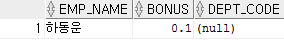 EMP_NAME BONUS DEPT_CODE
1 하동운 0.1 (null)